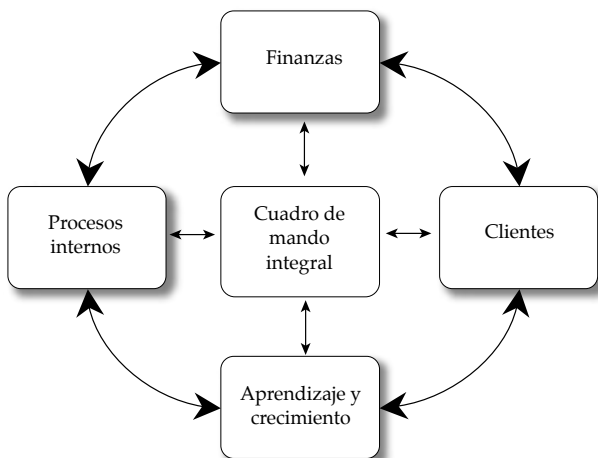 Finanzas
Procesos
internos
Cuadro de
mando
integral
Clientes
Aprendizaje y
crecimiento